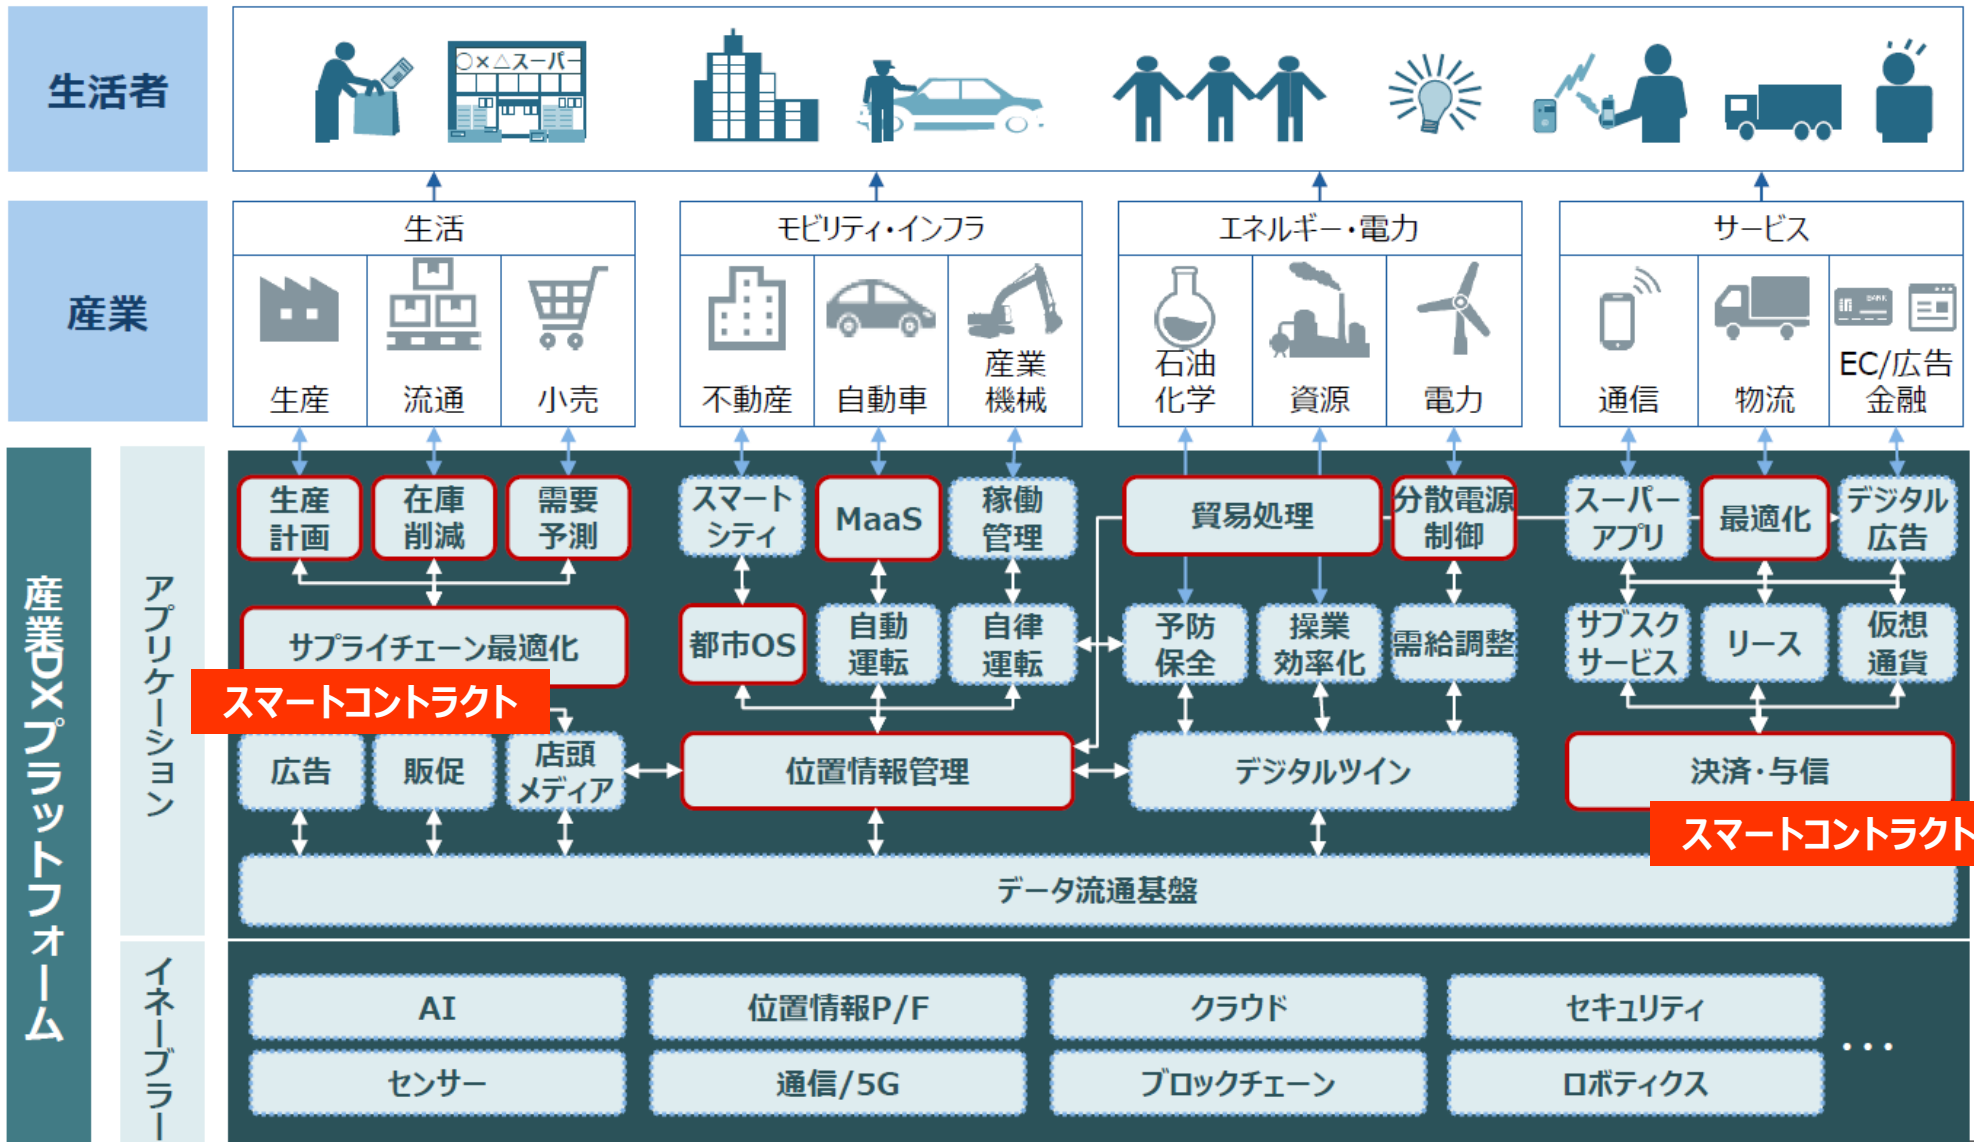 生活者
○×△スーパー
産業
生活
モビリティ・インフラ
エネルギー・電力
サービス
生産
流通
小売
不動産
自動車
産業
機械
石油
化学
資源
電力
通信
物流
BANK
EC/広告
金融
産業DXプラットフォーム
アプリケーション
生産
計画
在庫
削減
需要
予測
スマート
シティ
MaaS
稼働
管理
貿易処理
分散電源
制御
スーパー
アプリ
最適化
デジタル
広告
サプライチェーン最適化
都市OS
自動
運転
自律
運転
予防
保全
操業
効率化
需給調整
サブスク
サービス
リース
仮想
通貨
スマートコントラクト
広告
販促
店頭
メディア
位置情報管理
デジタルツイン
決済・与信
スマートコントラクト
データ流通基盤
イネーブラー
AI
位置情報P/F
クラウド
セキュリティ
センサー
通信/5G
ブロックチェーン
ロボティクス
・・・